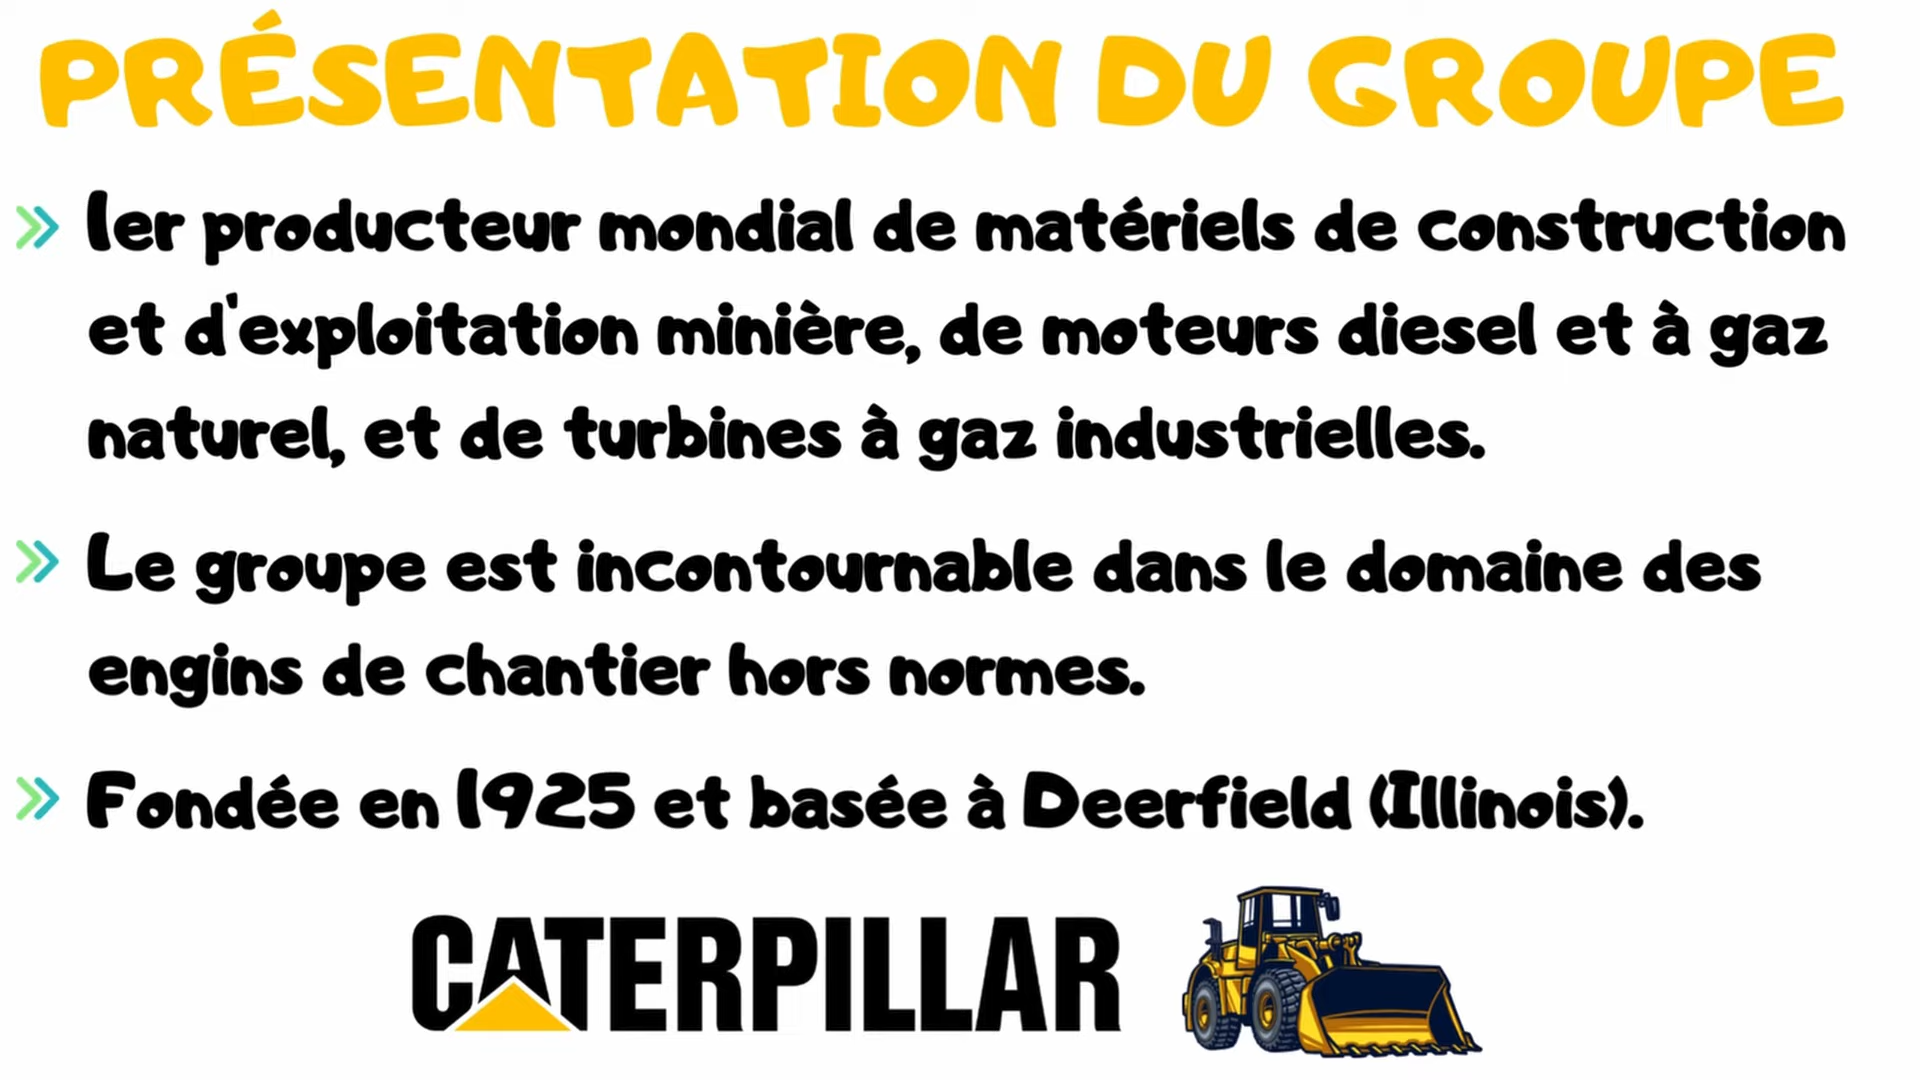 PRÉSENTATION DU GROUPE
1er producteur mondial de matériels de construction
et d'exploitation minière, de moteurs diesel et à gaz
naturel, et de turbines à gaz industrielles.
Le groupe est incontournable dans le domaine des
engins de chantier hors normes.
Fondée en 1925 et basée à Deerfield (Illinois).
CATERPILLAR